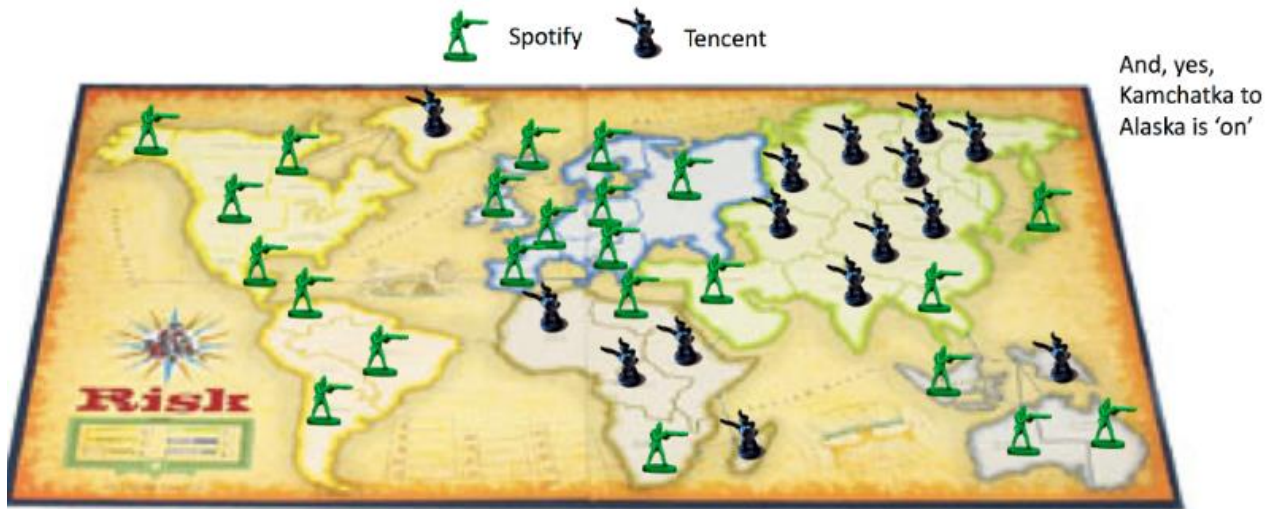 Spotify
Tencent
And, yes,
Kamchatka to
Alaska is ‘on’
Risk